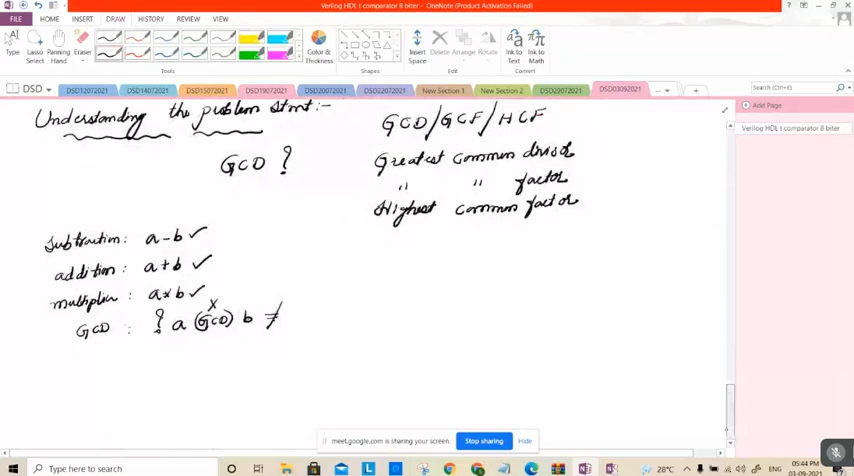 Verilog HDL t comparator 8 biter - OneNote (Product Activation Failed)
FILE HOME INSERT DRAW HISTORY REVIEW VIEW
Type Lasso Select Panning Hand Eraser Color & Thickness Insert Space Delete Arrange Rotate Ink to Text Ink to Math
Tools Shapes Edit Convert
DSD DSD12072021 DSD14072021 DSD15072021 DSD19072021 DSD20072021 DSD22072021 New Section 1 New Section 2 DSD29072021 DSD03092021 Search (Ctrl+E)
Add Page
Verilog HDL t comparator 8 biter
Understanding the problem stmt:-
GCD/GCF/HCF
GCD ?
Greatest common divisor
" " factor
Highest common factor
subtraction: a - b ✓
addition : a + b ✓
multiplier : a * b ✓
X
GCD : ? a (GCD) b ≠
meet.google.com is sharing your screen. Stop sharing Hide
Type here to search
28°C
ENG
05:44 PM
03-09-2021